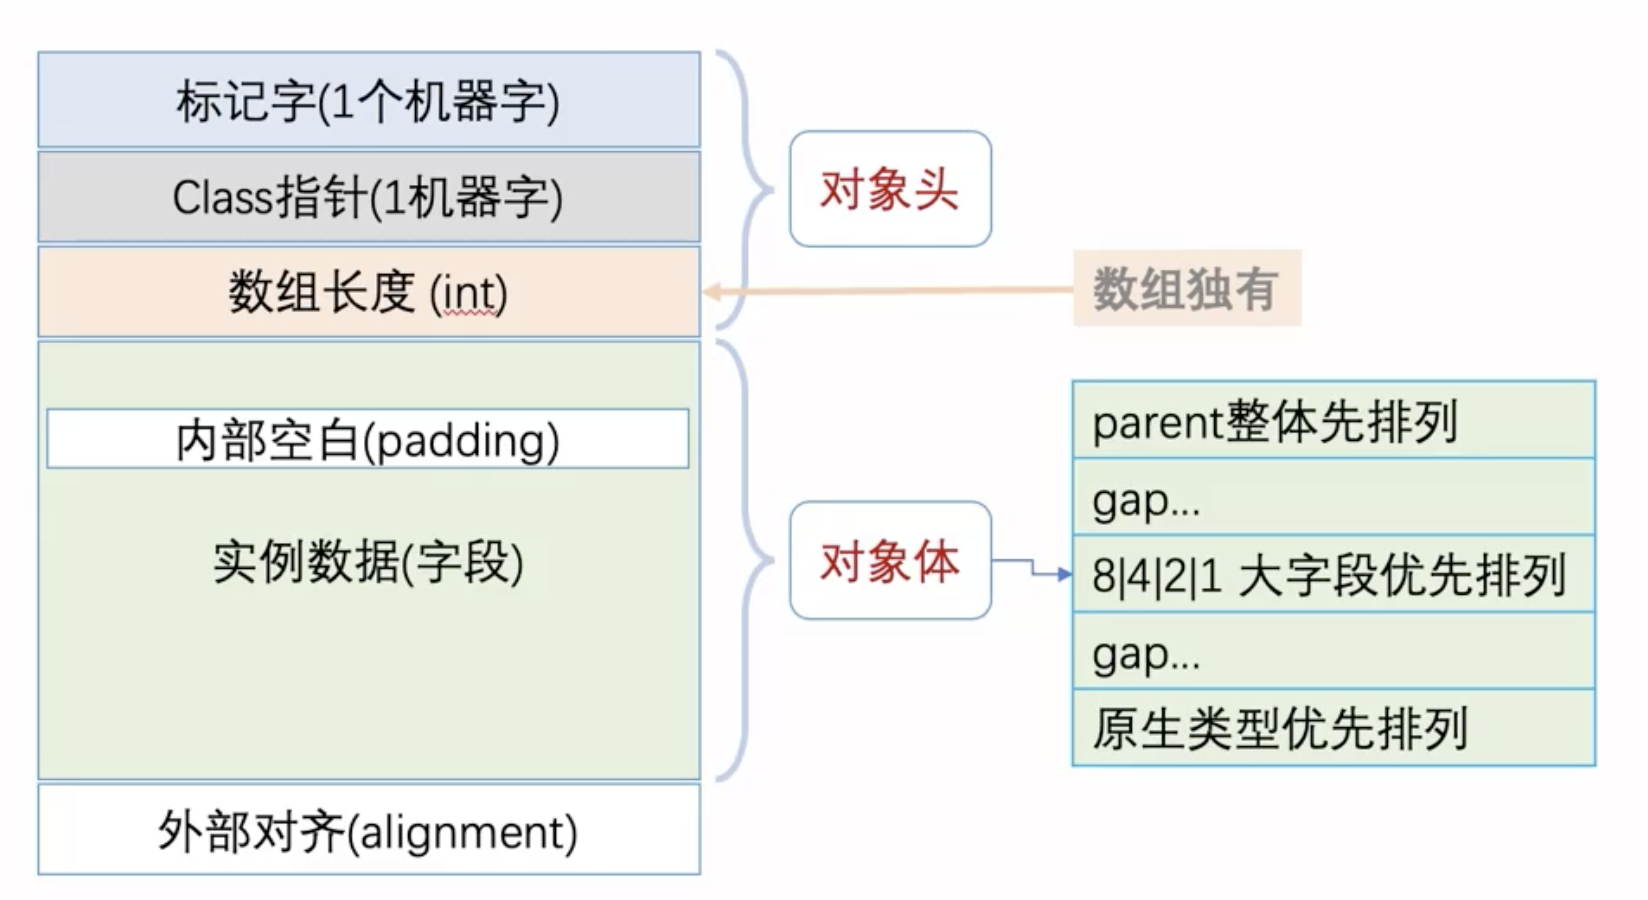 标记字(1个机器字)
Class指针(1机器字)
对象头
数组长度 (int)
数组独有
内部空白(padding)
实例数据(字段)
对象体
parent整体先排列
gap...
8|4|2|1 大字段优先排列
gap...
原生类型优先排列
外部对齐(alignment)